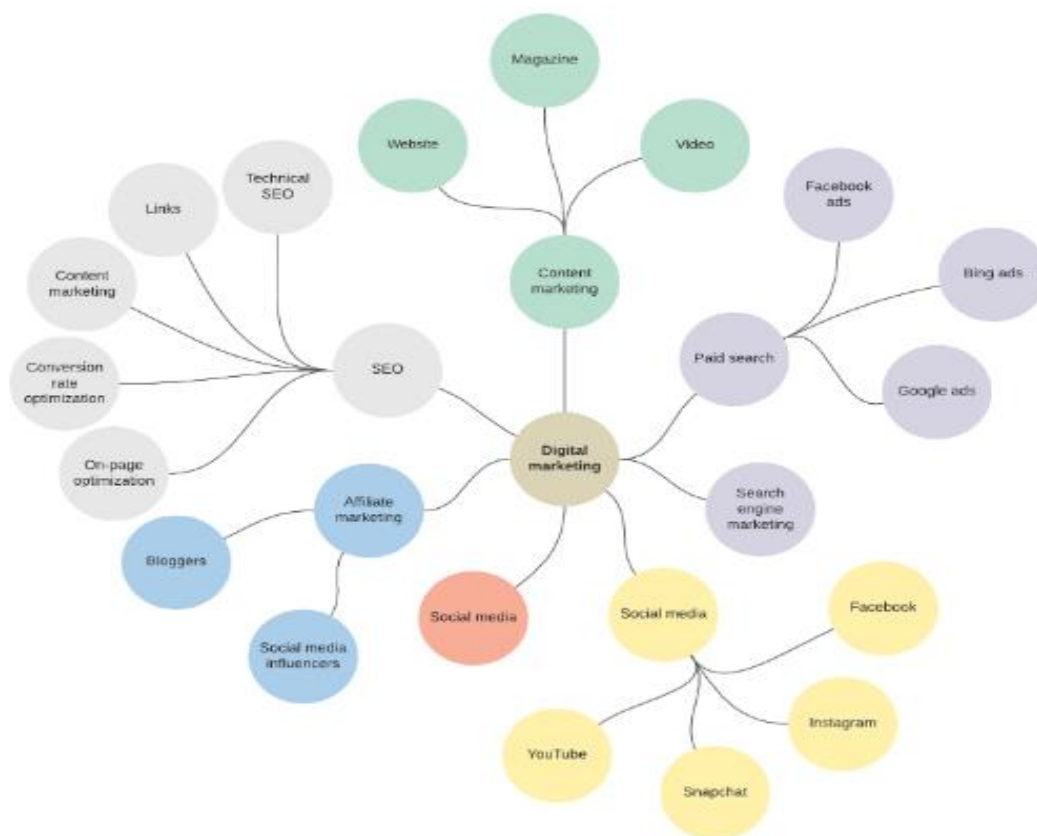 Magazine
Website
Video
Technical
SEO
Links
Facebook
ads
Content
marketing
Content
marketing
Bing ads
Conversion
rate
optimization
SEO
Paid search
Google ads
On-page
optimization
Digital
marketing
Affiliate
marketing
Search
engine
marketing
Bloggers
Social media
influencers
Social media
Social media
Facebook
Instagram
YouTube
Snapchat